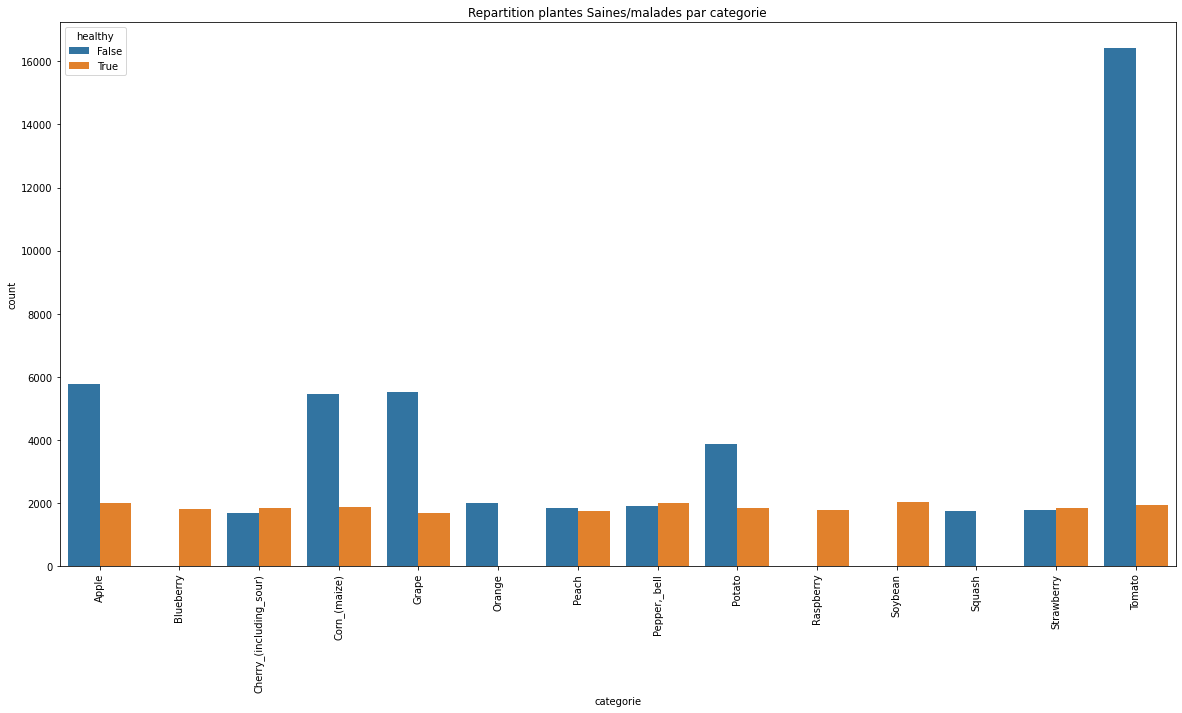 Repartition plantes Saines/malades par categorie
healthy
False
True
16000
14000
12000
10000
8000
6000
4000
2000
0
count
Apple
Blueberry
Cherry_(including_sour)
Corn_(maize)
Grape
Orange
Peach
Pepper,_bell
Potato
Raspberry
Soybean
Squash
Strawberry
Tomato
categorie